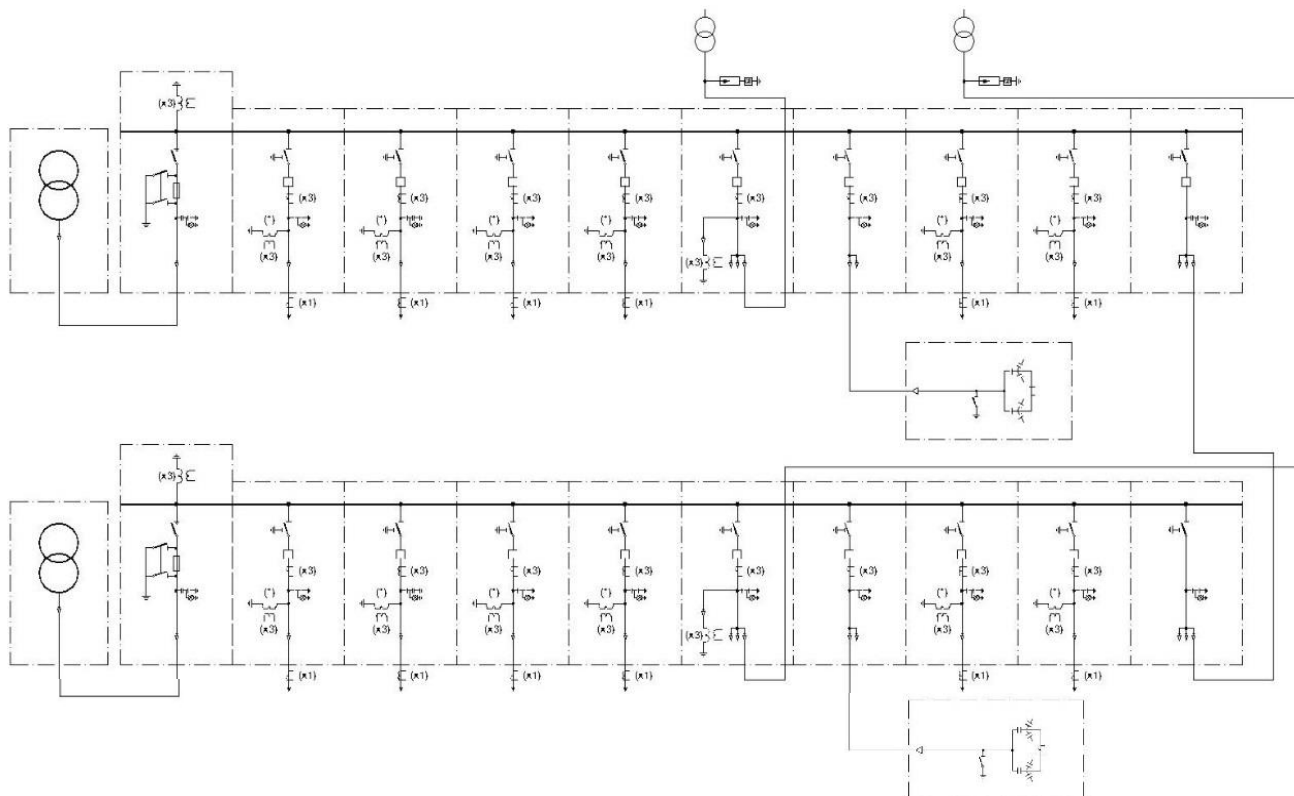 (x3)
(x3) (x3) (x3) (x3) (x3) (x3) (x3) (x3)
(*) (*) (*) (*) (*) (*)
(x3) (x3) (x3) (x3) (x3) (x3) (x3)
(x1) (x1) (x1) (x1) (x1) (x1)
(x3)
(x3) (x3) (x3) (x3) (x3) (x3) (x3) (x3)
(*) (*) (*) (*) (*) (*)
(x3) (x3) (x3) (x3) (x3) (x3) (x3)
(x1) (x1) (x1) (x1) (x1) (x1)